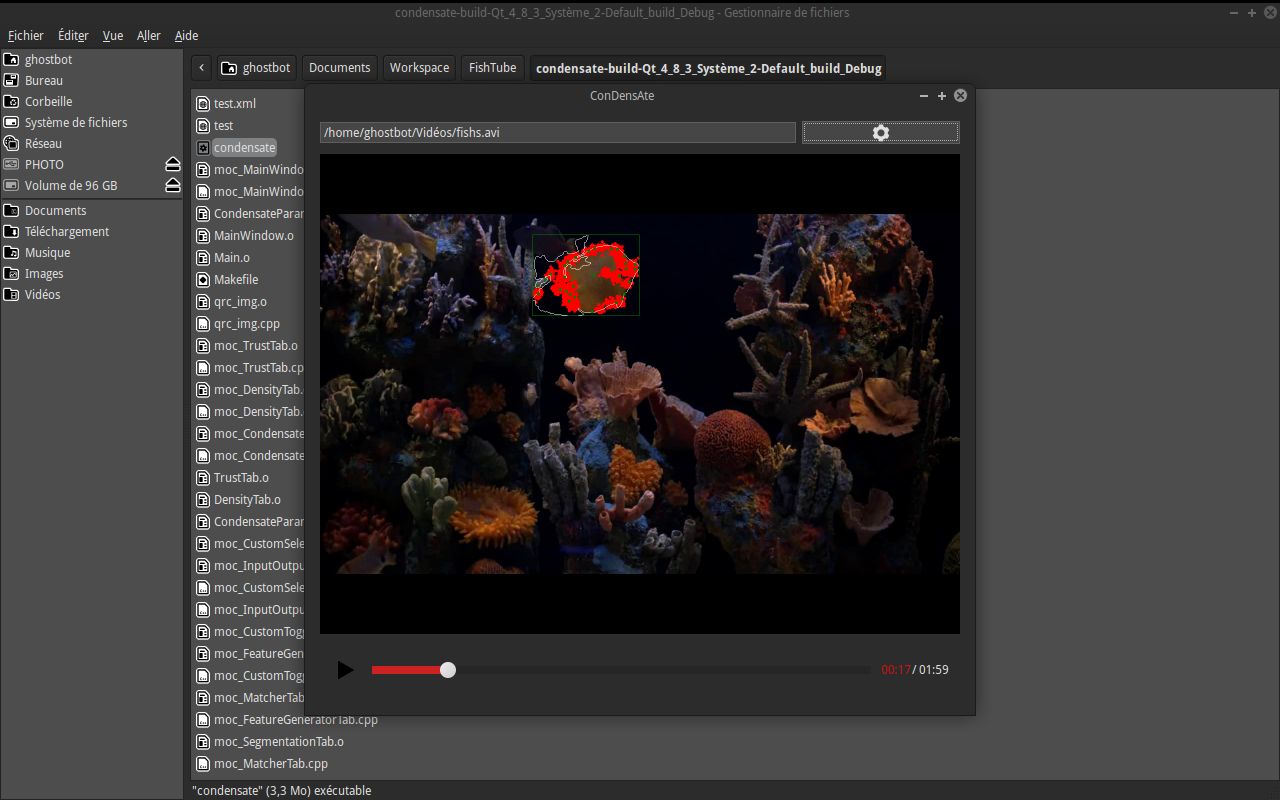 condensate-build-Qt_4_8_3_Système_2-Default_build_Debug - Gestionnaire de fichiers
Fichier Éditer Vue Aller Aide
ghostbot
Bureau
Corbeille
Système de fichiers
Réseau
PHOTO
Volume de 96 GB
Documents
Téléchargement
Musique
Images
Vidéos
ghostbot Documents Workspace FishTube condensate-build-Qt_4_8_3_Système_2-Default_build_Debug
test.xml
test
condensate
moc_MainWindo
moc_MainWindo
CondensatePara
MainWindow.o
Main.o
Makefile
qrc_img.o
qrc_img.cpp
moc_TrustTab.o
moc_TrustTab.cp
moc_DensityTab.
moc_DensityTab.
moc_Condensate
moc_Condensate
TrustTab.o
DensityTab.o
CondensatePara
moc_CustomSele
moc_InputOutpu
moc_CustomSele
moc_InputOutpu
moc_CustomTogg
moc_FeatureGen
moc_CustomTogg
moc_MatcherTab
moc_FeatureGeneratorTab.cpp
moc_SegmentationTab.o
moc_MatcherTab.cpp
"condensate" (3,3 Mo) exécutable
ConDensAte
/home/ghostbot/Vidéos/fishs.avi
00:17/ 01:59